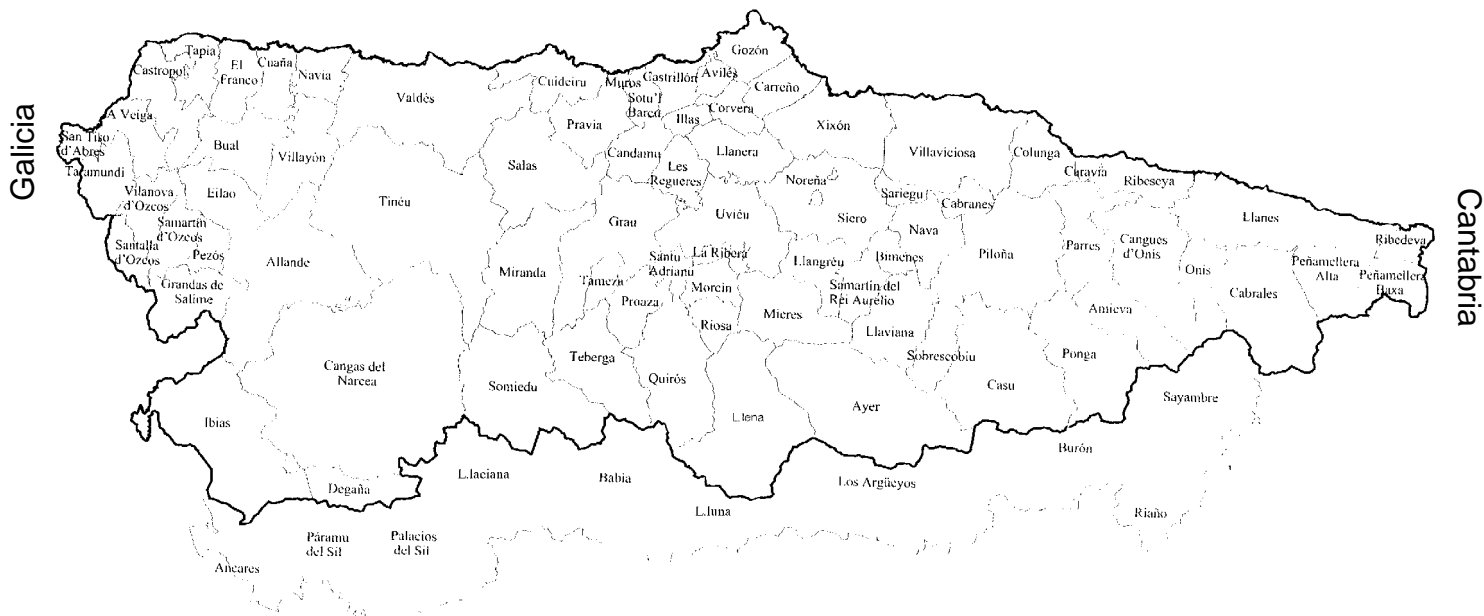 Galicia
Cantabria
Tapia
Castropol
El
Franco
Cuaña
Navia
Valdés
Cuideiru
Muros
Sotu'l
Barcu
Castrillón
Avilés
Gozón
Carreño
Corvera
Illas
Pravia
Candamu
Les
Regueres
Llanera
Xixón
Villaviciosa
Colunga
Caravia
Ribeseya
Llanes
Ribedeva
A Veiga
San Tiso
d'Abres
Taramundi
Vilanova
d'Ozcos
Samartín
d'Ozcos
Santalla
d'Ozcos
Pezós
Grandas de
Salime
Bual
Villayón
Eilao
Allande
Tinéu
Salas
Miranda
Grau
Uviéu
Noreña
Siero
Sariegu
Cabranes
Nava
Bimenes
Piloña
Parres
Cangues
d'Onís
Onís
Cabrales
Peñamellera
Alta
Peñamellera
Baxa
Santu
Adrianu
La Ribera
Tameza
Proaza
Morcín
Riosa
Llangréu
Samartín del
Rei Aurelio
Mieres
Llaviana
Sobrescobiu
Amieva
Ponga
Casu
Teberga
Quirós
Somiedu
L.lena
Ayer
Cangas del
Narcea
Ibias
Degaña
Sayambre
Burón
Riaño
Los Argüeyos
L.luna
Babia
L.laciana
Palacios
del Sil
Páramu
del Sil
Ancares